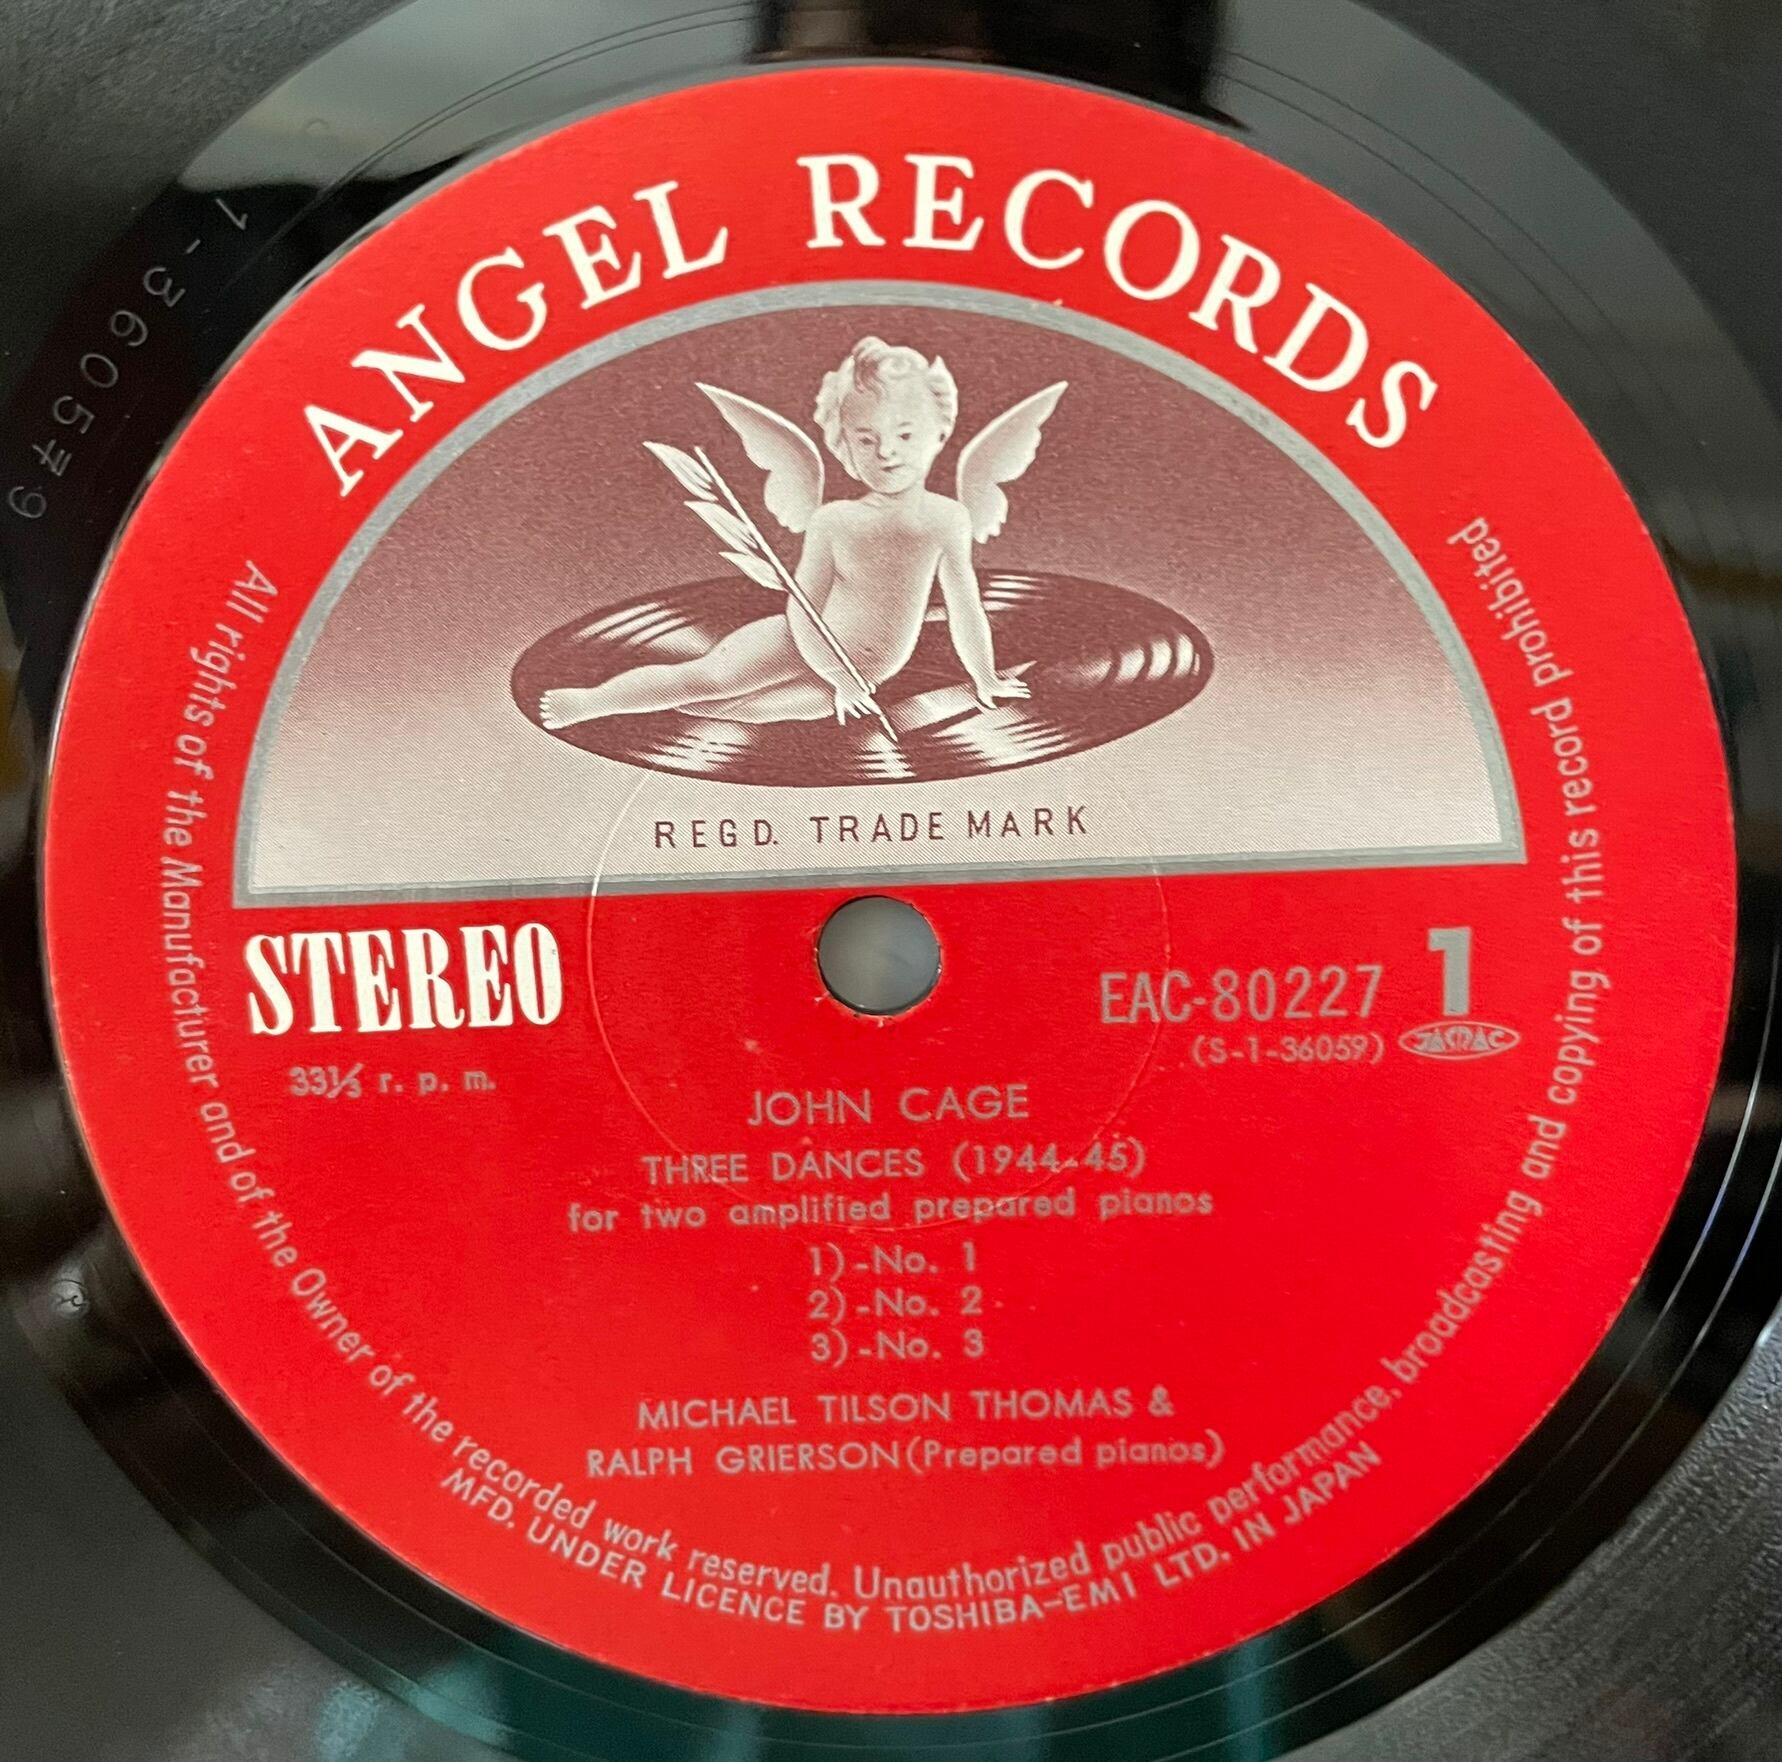 ANGEL RECORDS
REGD. TRADE MARK
STEREO
EAC-80227 1
(S-1-36059) JASRAC
33⅓ r. p. m.
JOHN CAGE
THREE DANCES (1944-45)
for two amplified prepared pianos
1)-No. 1
2)-No. 2
3)-No. 3
MICHAEL TILSON THOMAS &
RALPH GRIERSON(Prepared pianos)
All rights of the Manufacturer and of the Owner of the recorded work reserved. Unauthorized public performance, broadcasting and copying of this record prohibited
MFD. UNDER LICENCE BY TOSHIBA-EMI LTD. IN JAPAN